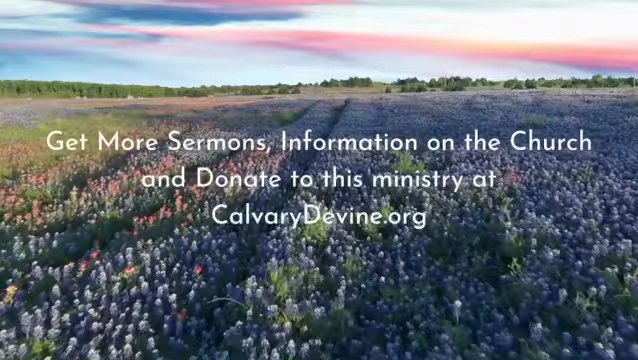 Get More Sermons, Information on the Church
and Donate to this ministry at
CalvaryDevine.org